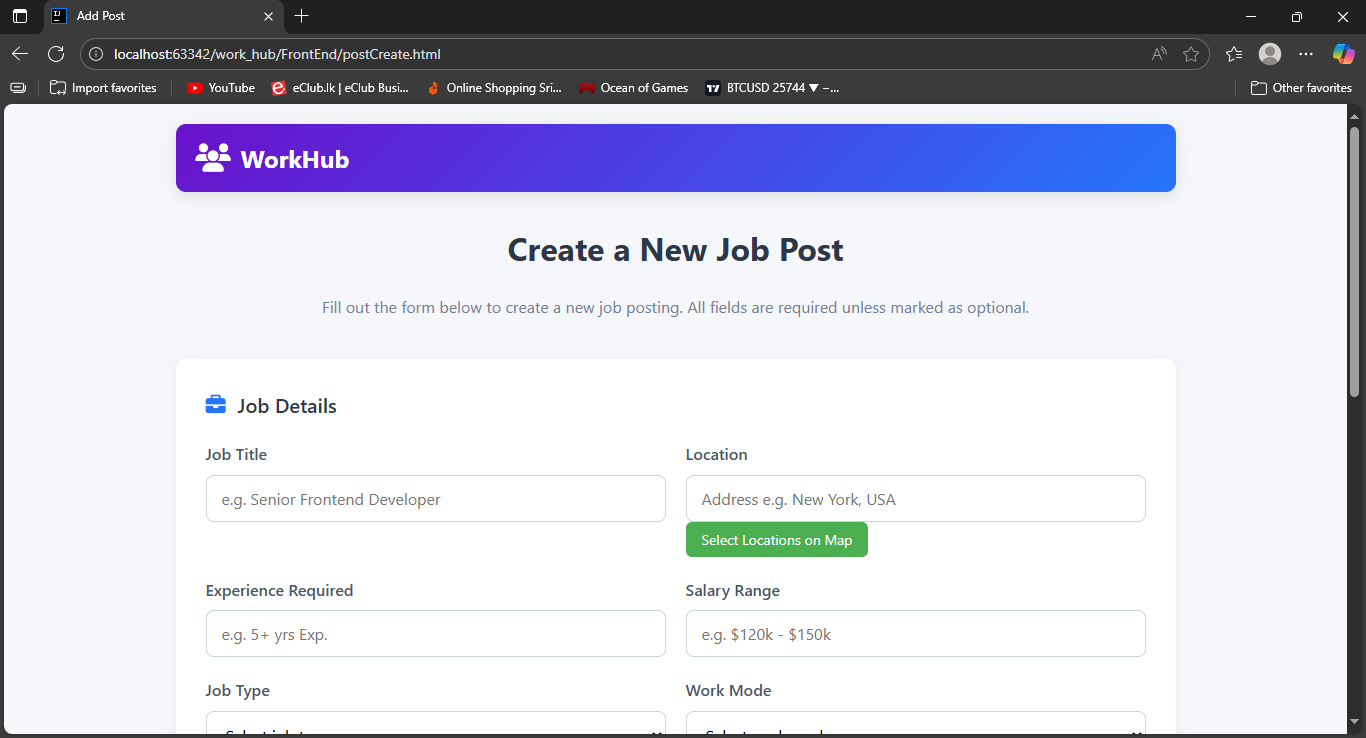 Add Post
localhost:63342/work_hub/FrontEnd/postCreate.html
Import favorites
YouTube
eClub.lk | eClub Busi...
Online Shopping Sri...
Ocean of Games
BTCUSD 25744 ▼ –...
Other favorites
WorkHub
Create a New Job Post
Fill out the form below to create a new job posting. All fields are required unless marked as optional.
Job Details
Job Title
Location
e.g. Senior Frontend Developer
Address e.g. New York, USA
Select Locations on Map
Experience Required
Salary Range
e.g. 5+ yrs Exp.
e.g. $120k - $150k
Job Type
Work Mode